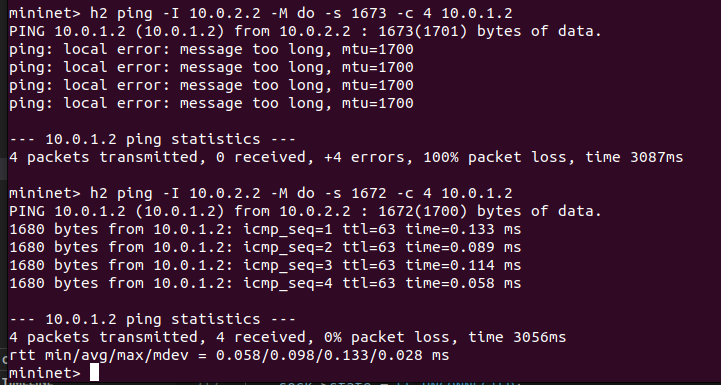 mininet> h2 ping -I 10.0.2.2 -M do -s 1673 -c 4 10.0.1.2
PING 10.0.1.2 (10.0.1.2) from 10.0.2.2 : 1673(1701) bytes of data.
ping: local error: message too long, mtu=1700
ping: local error: message too long, mtu=1700
ping: local error: message too long, mtu=1700
ping: local error: message too long, mtu=1700
--- 10.0.1.2 ping statistics ---
4 packets transmitted, 0 received, +4 errors, 100% packet loss, time 3087ms
mininet> h2 ping -I 10.0.2.2 -M do -s 1672 -c 4 10.0.1.2
PING 10.0.1.2 (10.0.1.2) from 10.0.2.2 : 1672(1700) bytes of data.
1680 bytes from 10.0.1.2: icmp_seq=1 ttl=63 time=0.133 ms
1680 bytes from 10.0.1.2: icmp_seq=2 ttl=63 time=0.089 ms
1680 bytes from 10.0.1.2: icmp_seq=3 ttl=63 time=0.114 ms
1680 bytes from 10.0.1.2: icmp_seq=4 ttl=63 time=0.058 ms
--- 10.0.1.2 ping statistics ---
4 packets transmitted, 4 received, 0% packet loss, time 3056ms
rtt min/avg/max/mdev = 0.058/0.098/0.133/0.028 ms
mininet>